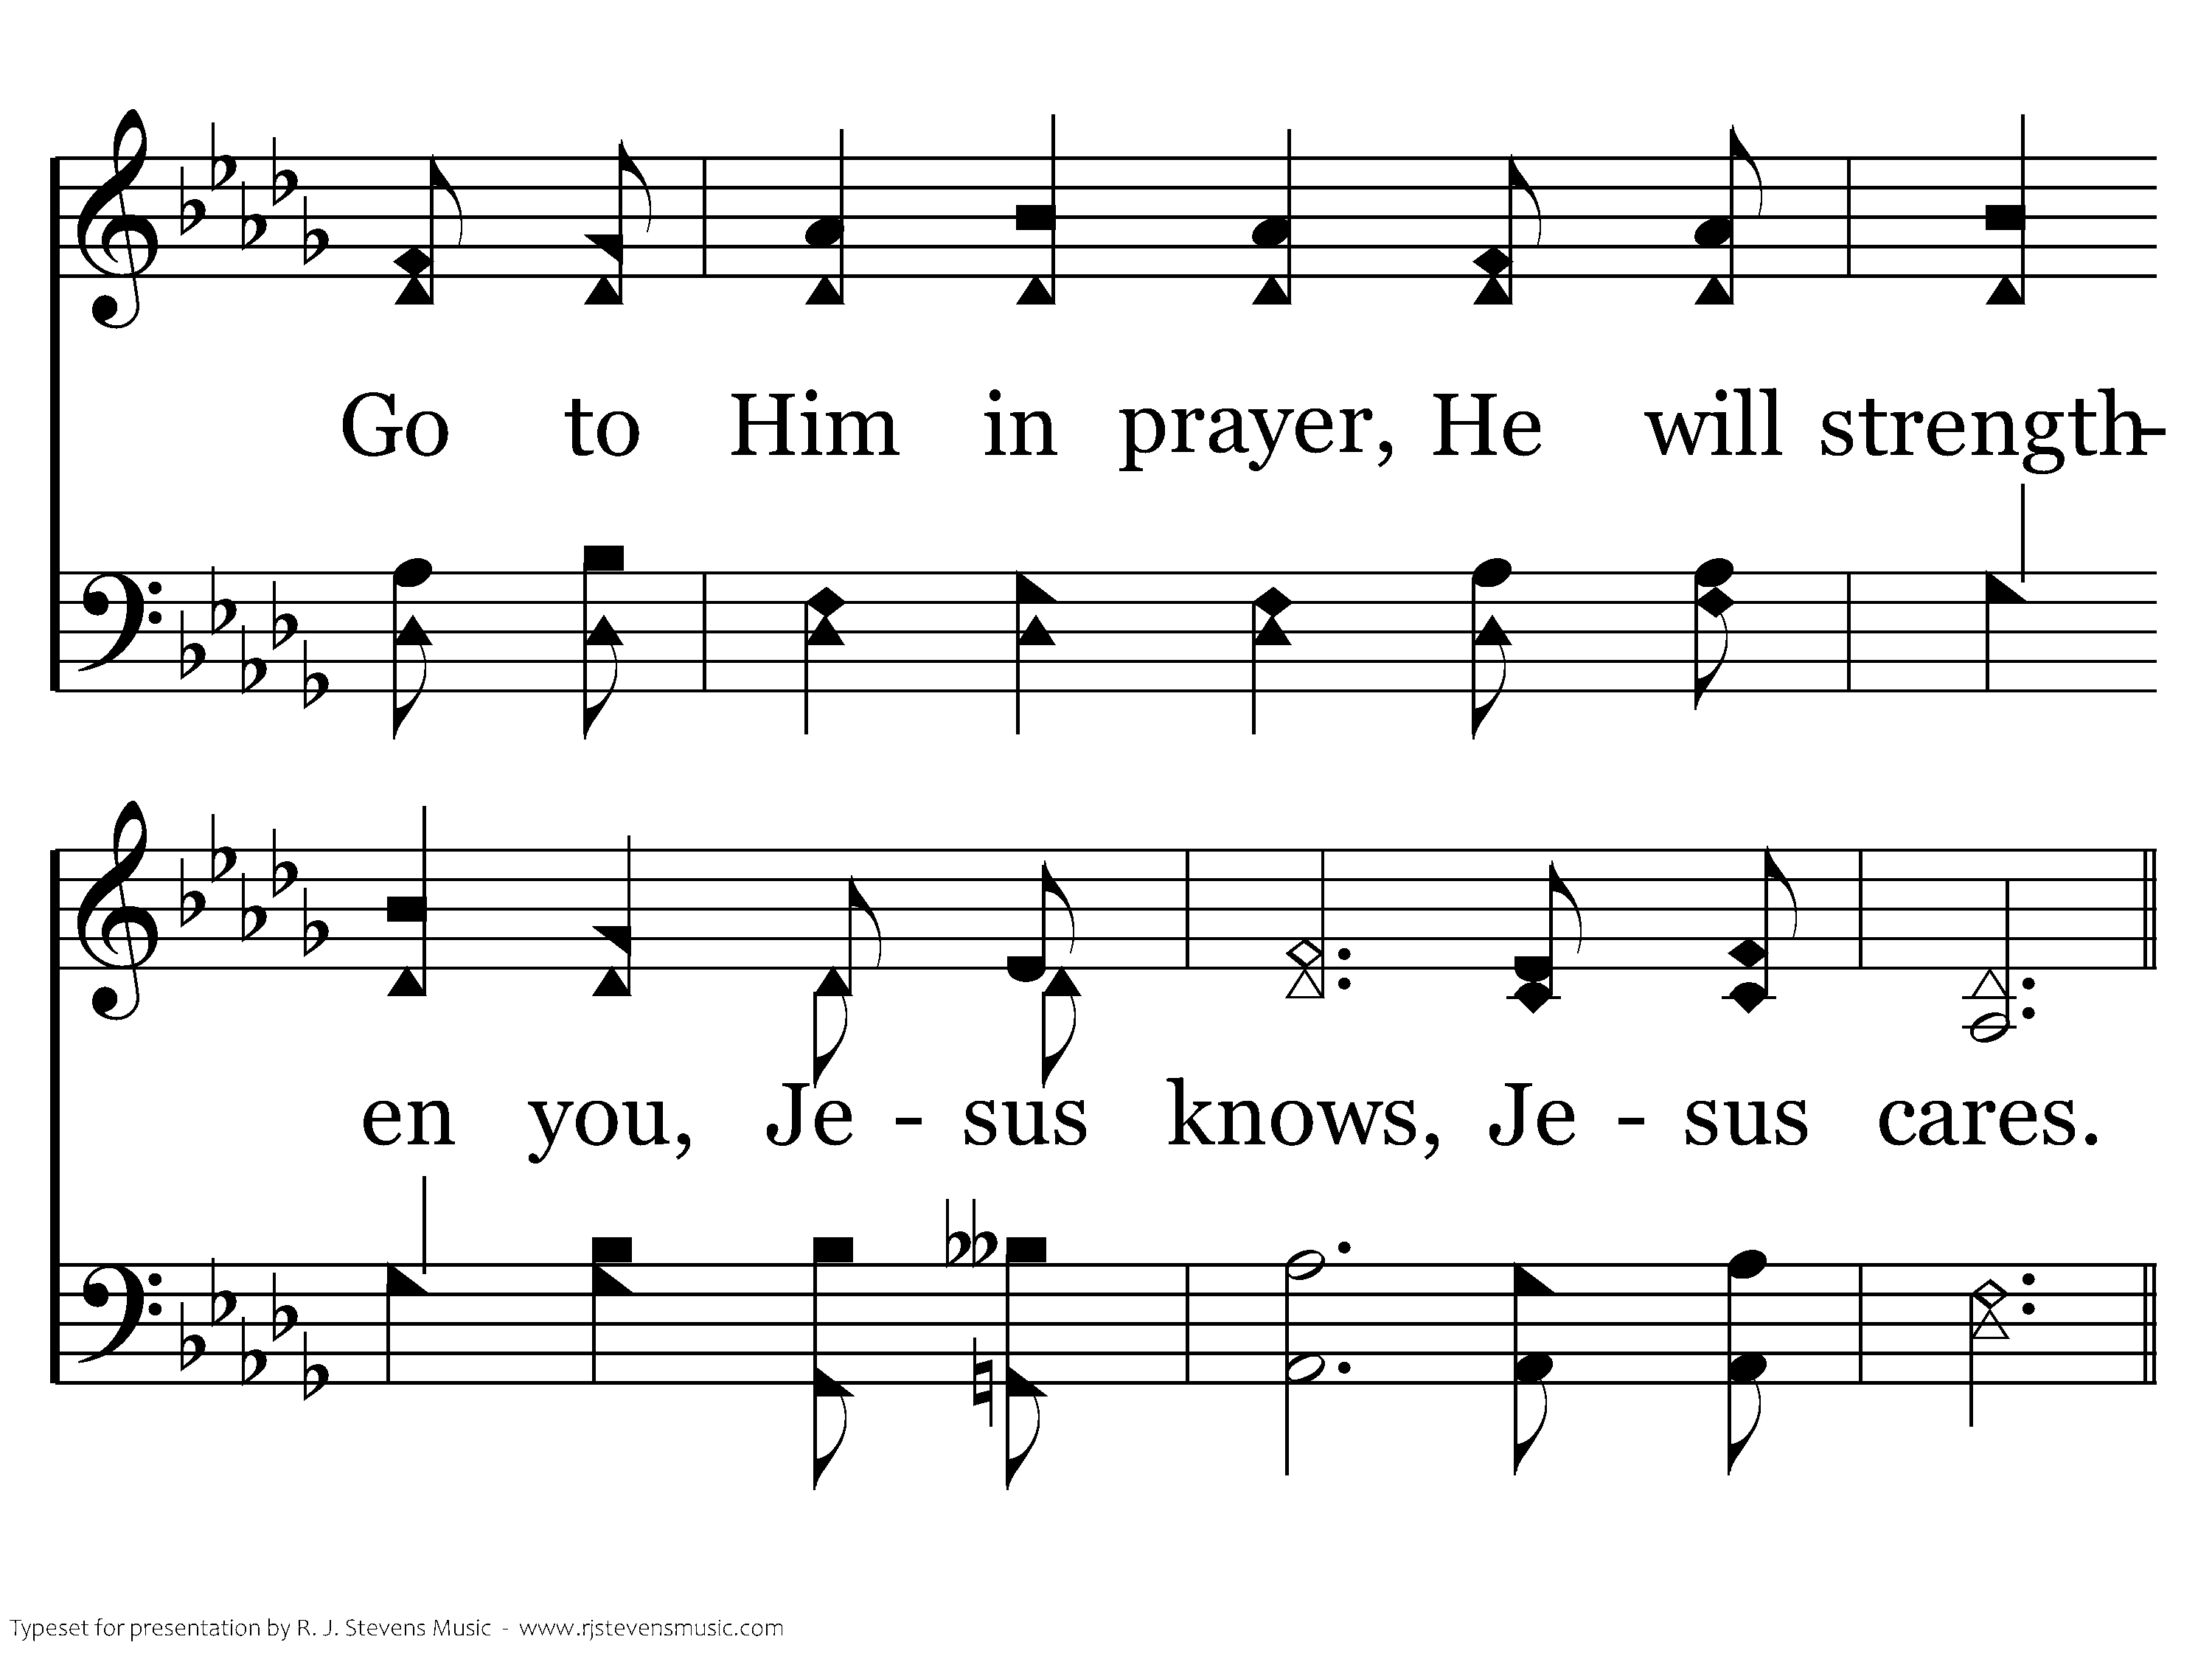 Go to Him in prayer, He will strength-
en you, Je - sus knows, Je - sus cares.
Typeset for presentation by R. J. Stevens Music - www.rjstevensmusic.com